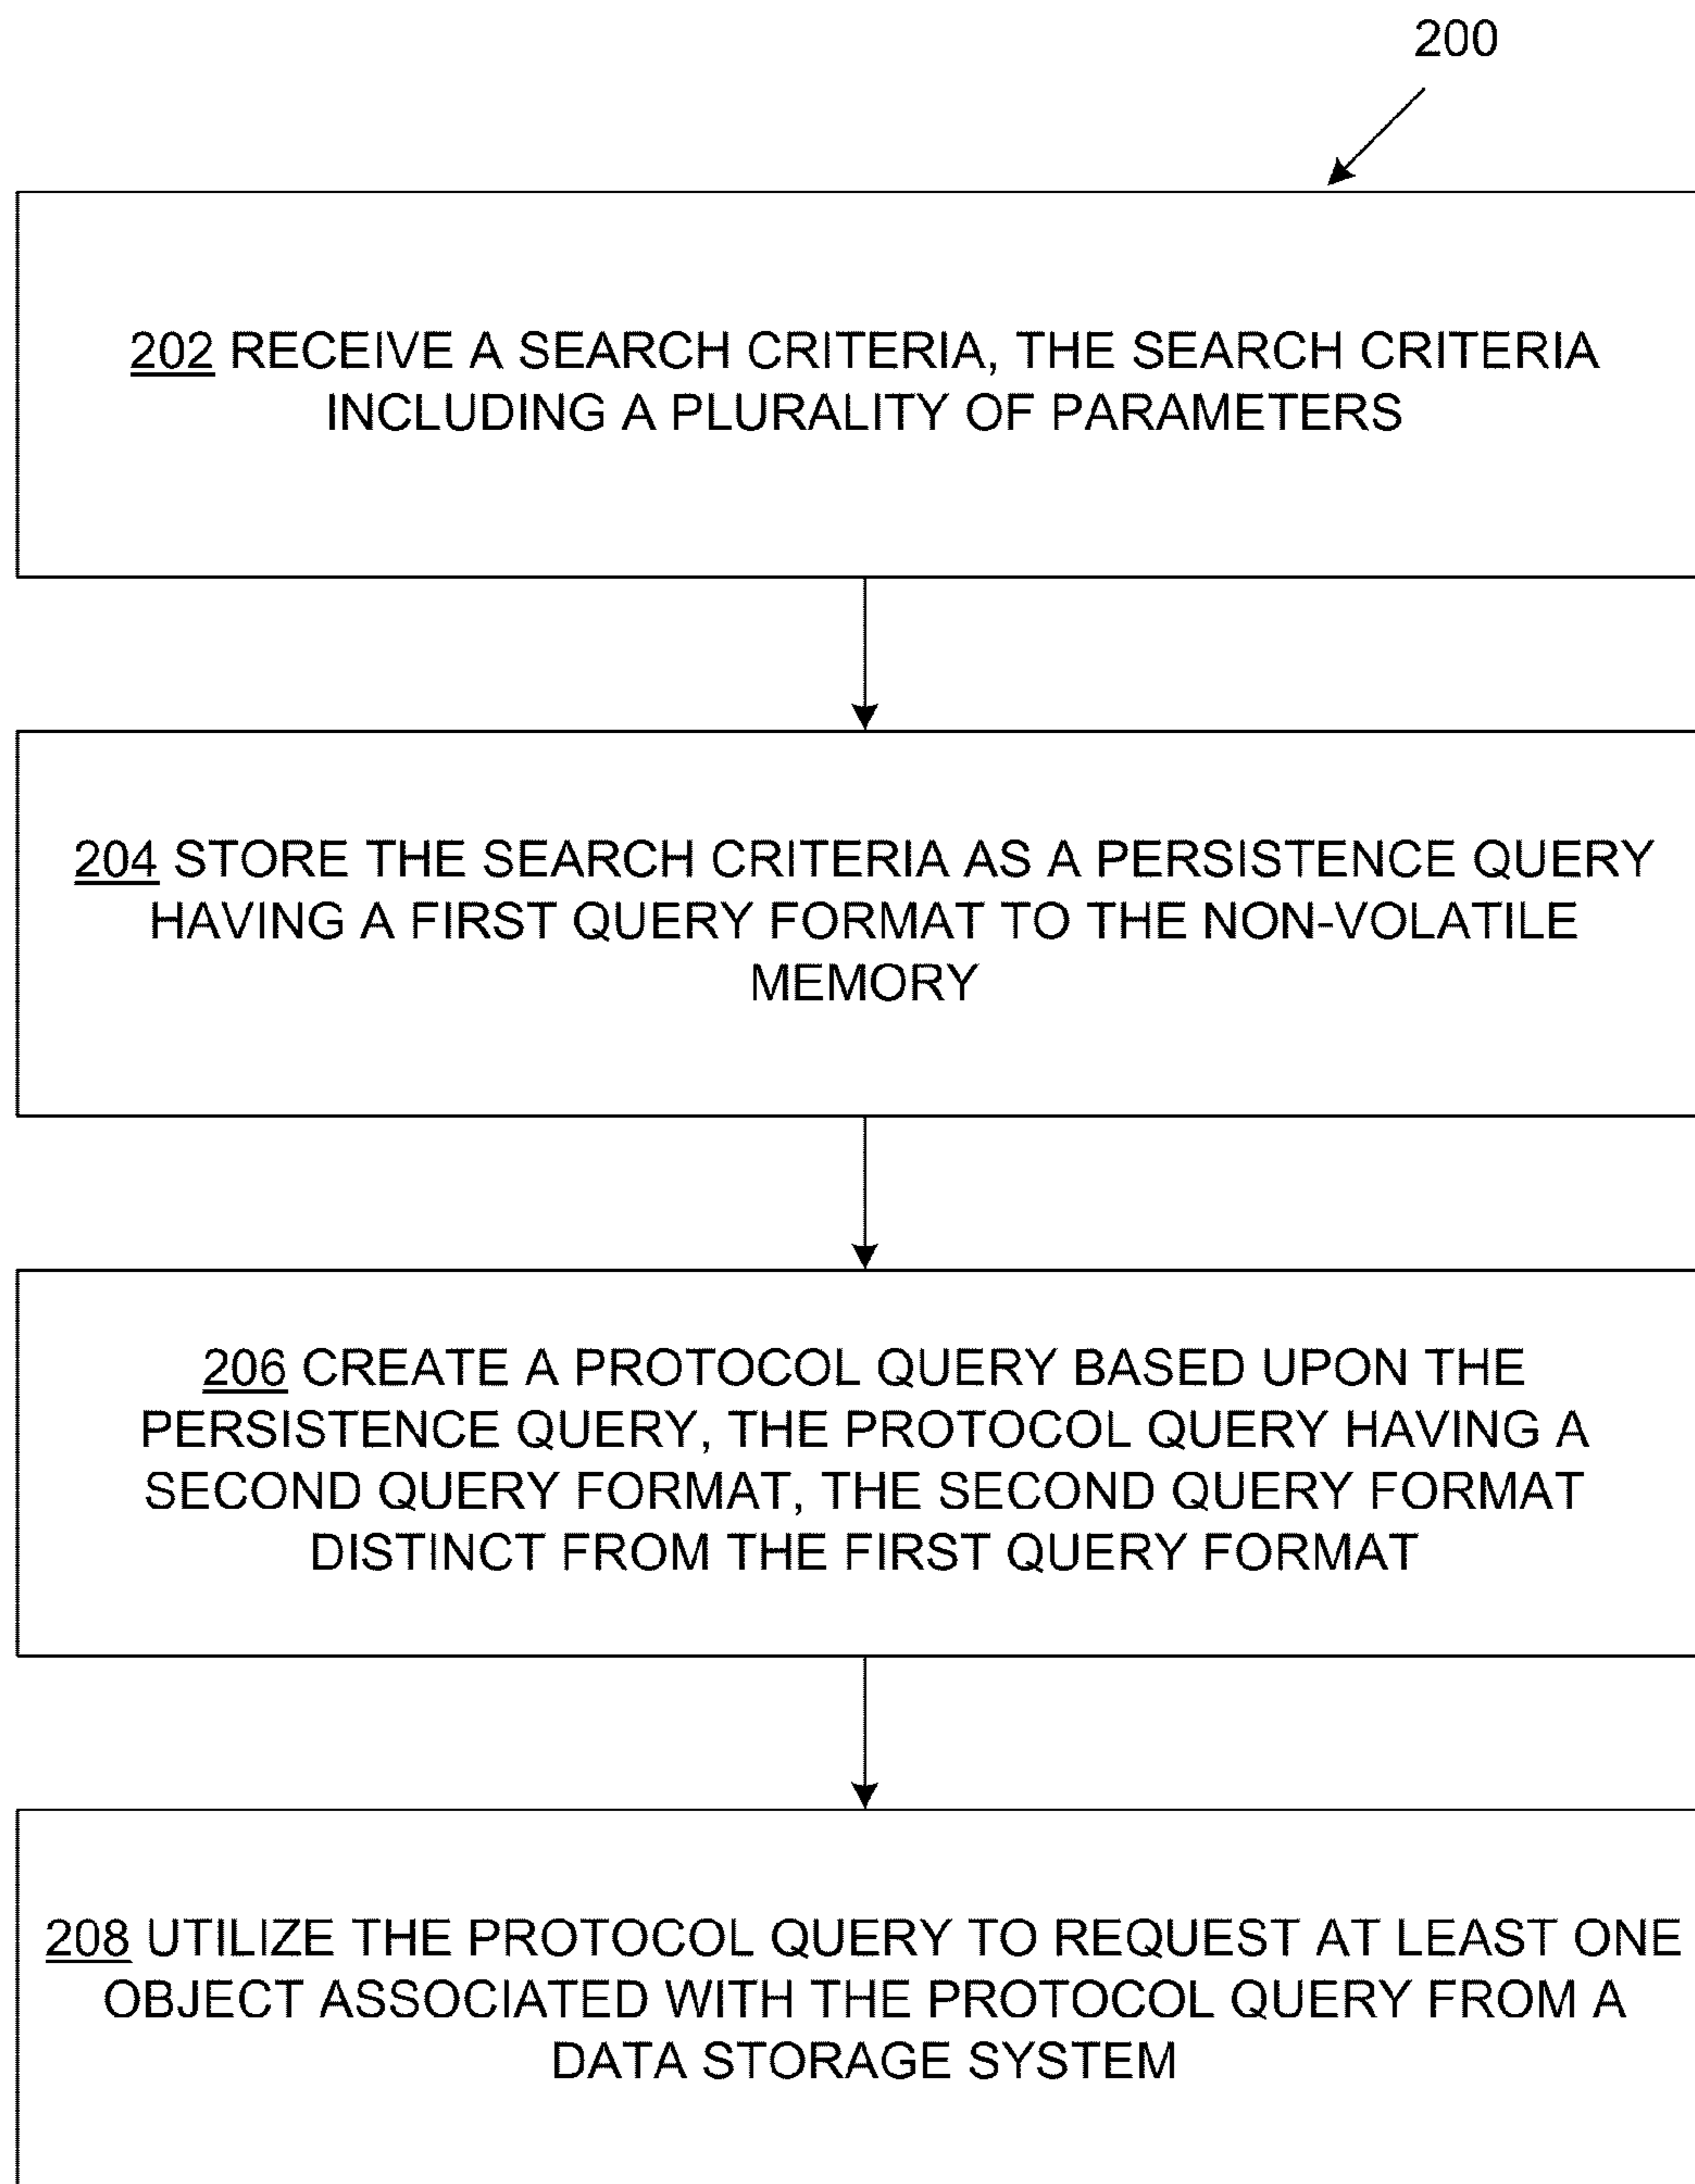 200
202 RECEIVE A SEARCH CRITERIA, THE SEARCH CRITERIA
INCLUDING A PLURALITY OF PARAMETERS
204 STORE THE SEARCH CRITERIA AS A PERSISTENCE QUERY
HAVING A FIRST QUERY FORMAT TO THE NON-VOLATILE
MEMORY
206 CREATE A PROTOCOL QUERY BASED UPON THE
PERSISTENCE QUERY, THE PROTOCOL QUERY HAVING A
SECOND QUERY FORMAT, THE SECOND QUERY FORMAT
DISTINCT FROM THE FIRST QUERY FORMAT
208 UTILIZE THE PROTOCOL QUERY TO REQUEST AT LEAST ONE
OBJECT ASSOCIATED WITH THE PROTOCOL QUERY FROM A
DATA STORAGE SYSTEM